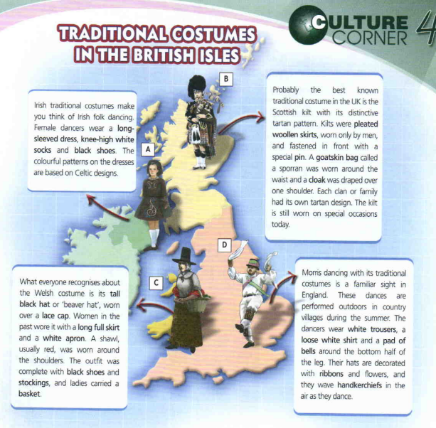 CULTURE
CORNER 4
TRADITIONAL COSTUMES
IN THE BRITISH ISLES
B
Irish traditional costumes make
you think of Irish folk dancing.
Female dancers wear a long-
sleeved dress, knee-high white
socks and black shoes. The
colourful patterns on the dresses
are based on Celtic designs.
A
Probably the best known
traditional costume in the UK is the
Scottish kilt with its distinctive
tartan pattern. Kilts were pleated
woollen skirts, worn only by men,
and fastened in front with a
special pin. A goatskin bag called
a sporran was worn around the
waist and a cloak was draped over
one shoulder. Each clan or family
had its own tartan design. The kilt
is still worn on special occasions
today.
D
C
What everyone recognises about
the Welsh costume is its tall
black hat or 'beaver hat', worn
over a lace cap. Women in the
past wore it with a long full skirt
and a white apron. A shawl,
usually red, was worn around
the shoulders. The outfit was
complete with black shoes and
stockings, and ladies carried a
basket.
Morris dancing with its traditional
costumes is a familiar sight in
England. These dances are
performed outdoors in country
villages during the summer. The
dancers wear white trousers, a
loose white shirt and a pad of
bells around the bottom half of
the leg. Their hats are decorated
with ribbons and flowers, and
they wave handkerchiefs in the
air as they dance.